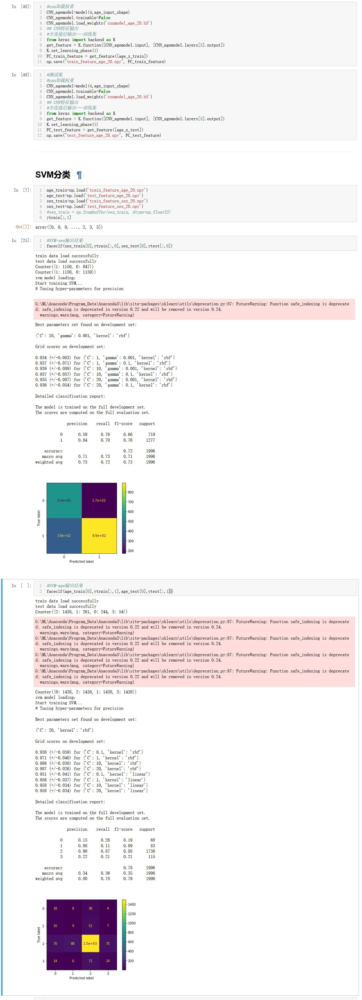 In [48]:
1 #cnn加载权重
2 CNN_agemodel=model(4,age_input_shape)
3 CNN_agemodel.trainable=False
4 CNN_agemodel.load_weights('cnnmodel_age_20.h5')
5 ## CNN特征输出
6 #全连接层输出---训练集
7 from keras import backend as K
8 get_feature = K.function([CNN_agemodel.input], [CNN_agemodel.layers[5].output])
9 K.set_learning_phase(1)
10 FC_train_feature = get_feature([age_x_train])
11 np.save("train_feature_age_20.npy", FC_train_feature)
In [49]:
1 #测试集
2 #cnn加载权重
3 CNN_agemodel=model(4,age_input_shape)
4 CNN_agemodel.trainable=False
5 CNN_agemodel.load_weights('cnnmodel_age_20.h5')
6 ## CNN特征输出
7 #全连接层输出---训练集
8 from keras import backend as K
9 get_feature = K.function([CNN_agemodel.input], [CNN_agemodel.layers[5].output])
10 K.set_learning_phase(1)
11 FC_test_feature = get_feature([age_x_test])
12 np.save("test_feature_age_20.npy", FC_test_feature)
SVM分类 ¶
In [7]:
1 age_train=np.load('train_feature_age_20.npy')
2 age_test=np.load('test_feature_age_20.npy')
3 sex_train=np.load('train_feature_sex_20.npy')
4 sex_test=np.load('test_feature_sex_20.npy')
5 #sex_train = np.frombuffer(sex_train, dtype=np.float32)
6 ytrain[:,1]
Out[7]: array([0, 0, 0, ..., 2, 3, 3])
In [25]:
1 #SVM-sex输出结果
2 faceclf(sex_train[0],ytrain[:,0],sex_test[0],ytest[:,0])
train data load successfully
test data load successfully
Counter({1: 1150, 0: 847})
Counter({1: 1150, 0: 1150})
svm model loading:
Start training SVM...
# Tuning hyper-parameters for precision
G:\ML\Anaconda\Program_Data\Anaconda3\lib\site-packages\sklearn\utils\deprecation.py:87: FutureWarning: Function safe_indexing is deprecate
d; safe_indexing is deprecated in version 0.22 and will be removed in version 0.24.
warnings.warn(msg, category=FutureWarning)
Best parameters set found on development set:
{'C': 10, 'gamma': 0.001, 'kernel': 'rbf'}
Grid scores on development set:
0.934 (+/-0.083) for {'C': 1, 'gamma': 0.001, 'kernel': 'rbf'}
0.937 (+/-0.071) for {'C': 1, 'gamma': 0.1, 'kernel': 'rbf'}
0.939 (+/-0.089) for {'C': 10, 'gamma': 0.001, 'kernel': 'rbf'}
0.937 (+/-0.057) for {'C': 10, 'gamma': 0.1, 'kernel': 'rbf'}
0.935 (+/-0.087) for {'C': 20, 'gamma': 0.001, 'kernel': 'rbf'}
0.936 (+/-0.054) for {'C': 20, 'gamma': 0.1, 'kernel': 'rbf'}
Detailed classification report:
The model is trained on the full development set.
The scores are computed on the full evaluation set.
precision recall f1-score support
0 0.59 0.76 0.66 719
1 0.84 0.70 0.76 1277
accuracy 0.72 1996
macro avg 0.71 0.73 0.71 1996
weighted avg 0.75 0.72 0.73 1996
0 5.5e+02 1.7e+02
1 3.8e+02 8.9e+02
0 1
True label
Predicted label
800
700
600
500
400
300
200
In [ ]:
1 #SVM-age输出结果
2 faceclf(age_train[0],ytrain[:,1],age_test[0],ytest[:,1])
train data load successfully
test data load successfully
Counter({2: 1438, 1: 261, 0: 244, 3: 54})
G:\ML\Anaconda\Program_Data\Anaconda3\lib\site-packages\sklearn\utils\deprecation.py:87: FutureWarning: Function safe_indexing is deprecate
d; safe_indexing is deprecated in version 0.22 and will be removed in version 0.24.
warnings.warn(msg, category=FutureWarning)
G:\ML\Anaconda\Program_Data\Anaconda3\lib\site-packages\sklearn\utils\deprecation.py:87: FutureWarning: Function safe_indexing is deprecate
d; safe_indexing is deprecated in version 0.22 and will be removed in version 0.24.
warnings.warn(msg, category=FutureWarning)
G:\ML\Anaconda\Program_Data\Anaconda3\lib\site-packages\sklearn\utils\deprecation.py:87: FutureWarning: Function safe_indexing is deprecate
d; safe_indexing is deprecated in version 0.22 and will be removed in version 0.24.
warnings.warn(msg, category=FutureWarning)
G:\ML\Anaconda\Program_Data\Anaconda3\lib\site-packages\sklearn\utils\deprecation.py:87: FutureWarning: Function safe_indexing is deprecate
d; safe_indexing is deprecated in version 0.22 and will be removed in version 0.24.
warnings.warn(msg, category=FutureWarning)
Counter({0: 1438, 2: 1438, 1: 1438, 3: 1438})
svm model loading:
Start training SVM...
# Tuning hyper-parameters for precision
Best parameters set found on development set:
{'C': 20, 'kernel': 'rbf'}
Grid scores on development set:
0.930 (+/-0.059) for {'C': 0.1, 'kernel': 'rbf'}
0.971 (+/-0.040) for {'C': 1, 'kernel': 'rbf'}
0.986 (+/-0.030) for {'C': 10, 'kernel': 'rbf'}
0.987 (+/-0.026) for {'C': 20, 'kernel': 'rbf'}
0.951 (+/-0.041) for {'C': 0.1, 'kernel': 'linear'}
0.956 (+/-0.037) for {'C': 1, 'kernel': 'linear'}
0.958 (+/-0.034) for {'C': 10, 'kernel': 'linear'}
0.958 (+/-0.034) for {'C': 20, 'kernel': 'linear'}
Detailed classification report:
The model is trained on the full development set.
The scores are computed on the full evaluation set.
precision recall f1-score support
0 0.15 0.26 0.19 68
1 0.08 0.11 0.09 83
2 0.90 0.87 0.88 1730
3 0.22 0.21 0.21 115
accuracy 0.78 1996
macro avg 0.34 0.36 0.35 1996
weighted avg 0.80 0.78 0.79 1996
0 18 8 38 4
1 16 9 51 7
2 70 88 1.5e+03 75
3 14 6 71 24
0 1 2 3
True label
Predicted label
1400
1200
1000
800
600
400
200